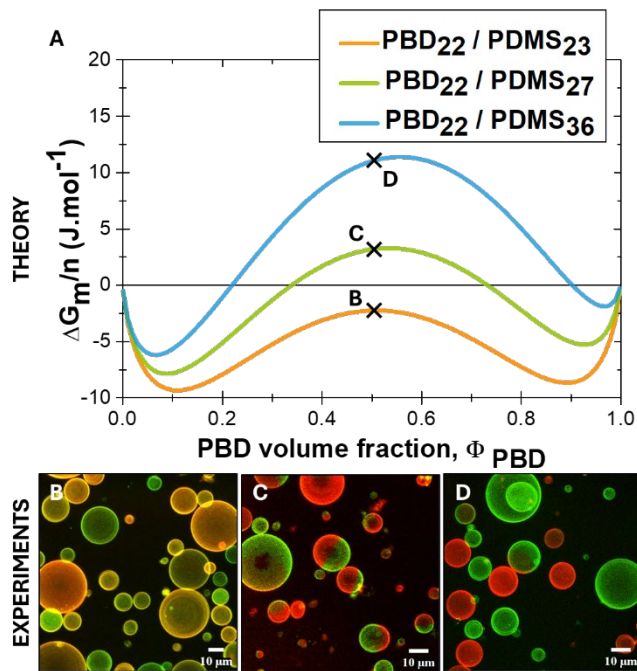 A
PBD22 / PDMS23
PBD22 / PDMS27
PBD22 / PDMS36
THEORY
ΔGm/n (J.mol-1)
20
15
10
5
0
-5
-10
D
C
B
0.0 0.2 0.4 0.6 0.8 1.0
PBD volume fraction, Φ PBD
EXPERIMENTS
B
10 μm
C
10 μm
D
10 μm